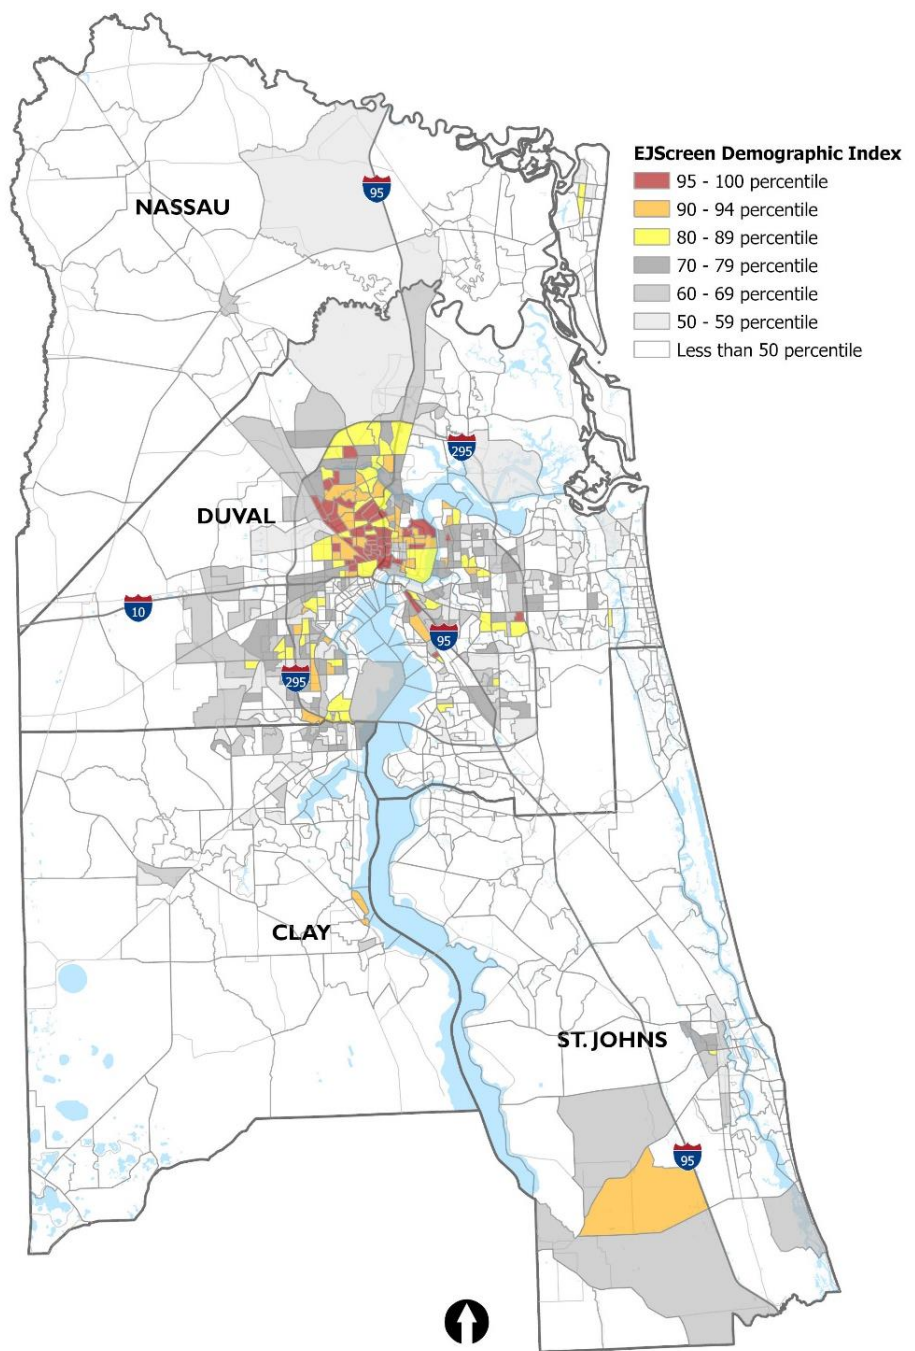 EJScreen Demographic Index
95 - 100 percentile
90 - 94 percentile
80 - 89 percentile
70 - 79 percentile
60 - 69 percentile
50 - 59 percentile
Less than 50 percentile
95
NASSAU
295
DUVAL
10
95
295
CLAY
ST. JOHNS
95